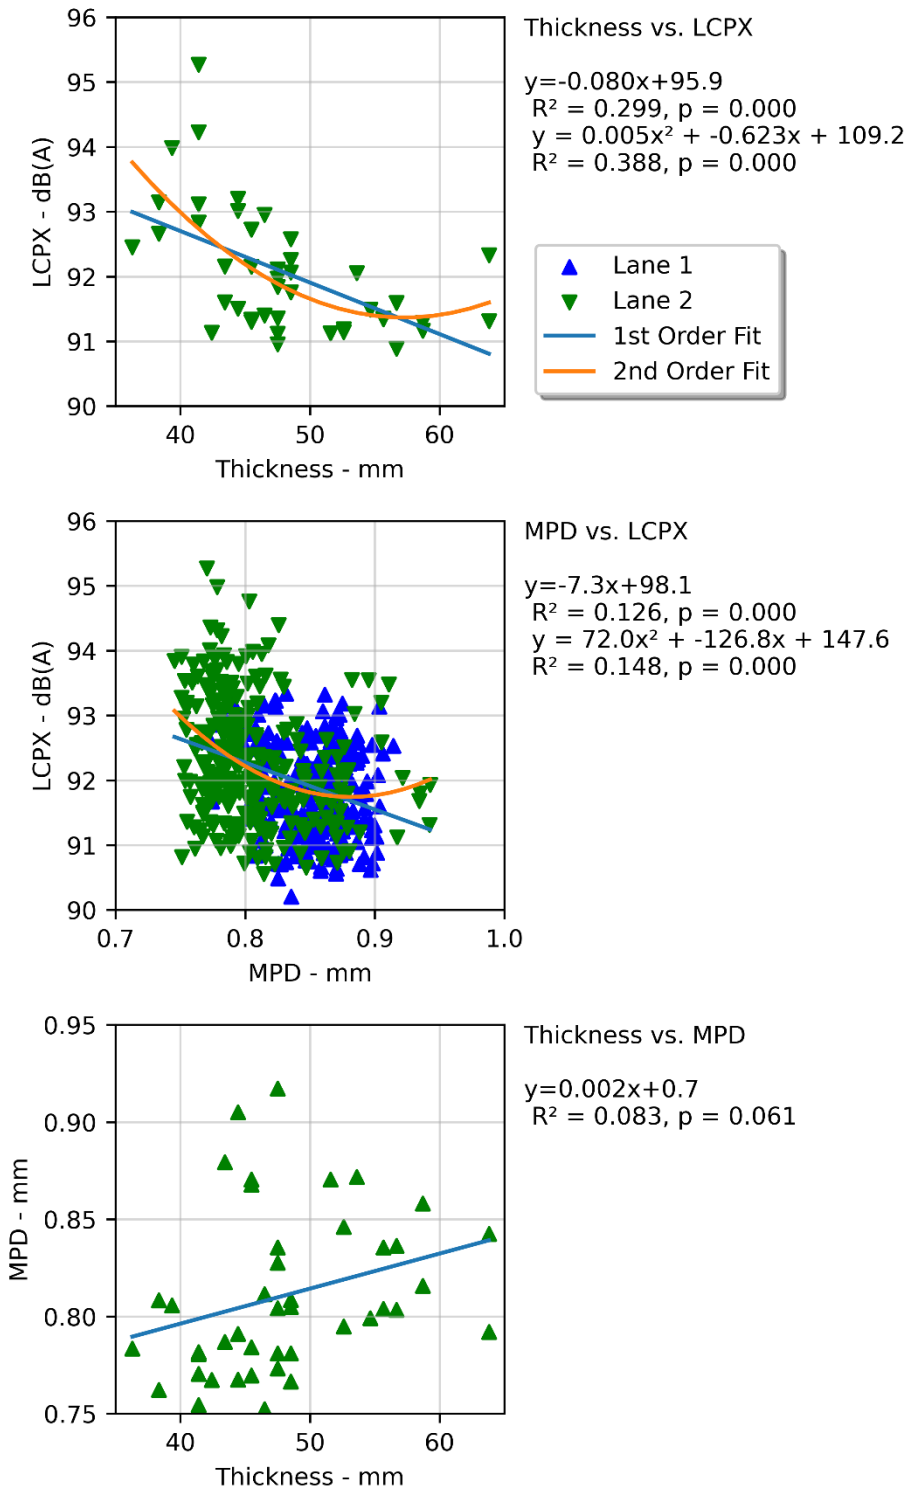 Thickness vs. LCPX
y=-0.080x+95.9
R² = 0.299, p = 0.000
y = 0.005x² + -0.623x + 109.2
R² = 0.388, p = 0.000
96
95
94
93
92
91
90
LCPX - dB(A)
40 50 60
Thickness - mm
Lane 1
Lane 2
1st Order Fit
2nd Order Fit
MPD vs. LCPX
y=-7.3x+98.1
R² = 0.126, p = 0.000
y = 72.0x² + -126.8x + 147.6
R² = 0.148, p = 0.000
96
95
94
93
92
91
90
LCPX - dB(A)
0.7 0.8 0.9 1.0
MPD - mm
Thickness vs. MPD
y=0.002x+0.7
R² = 0.083, p = 0.061
0.95
0.90
0.85
0.80
0.75
MPD - mm
40 50 60
Thickness - mm